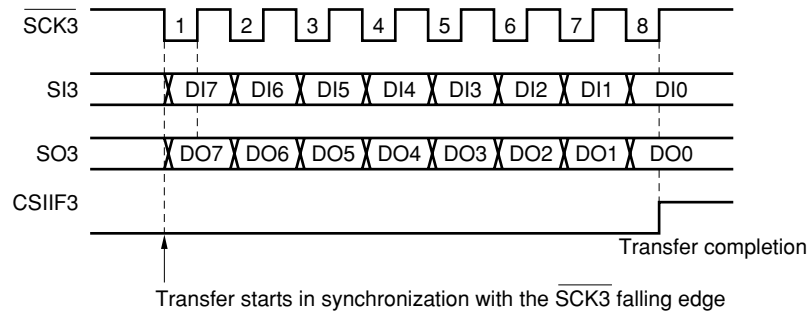 SCK3 1 2 3 4 5 6 7 8
SI3 DI7 DI6 DI5 DI4 DI3 DI2 DI1 DI0
SO3 DO7 DO6 DO5 DO4 DO3 DO2 DO1 DO0
CSIIF3
Transfer completion
Transfer starts in synchronization with the SCK3 falling edge